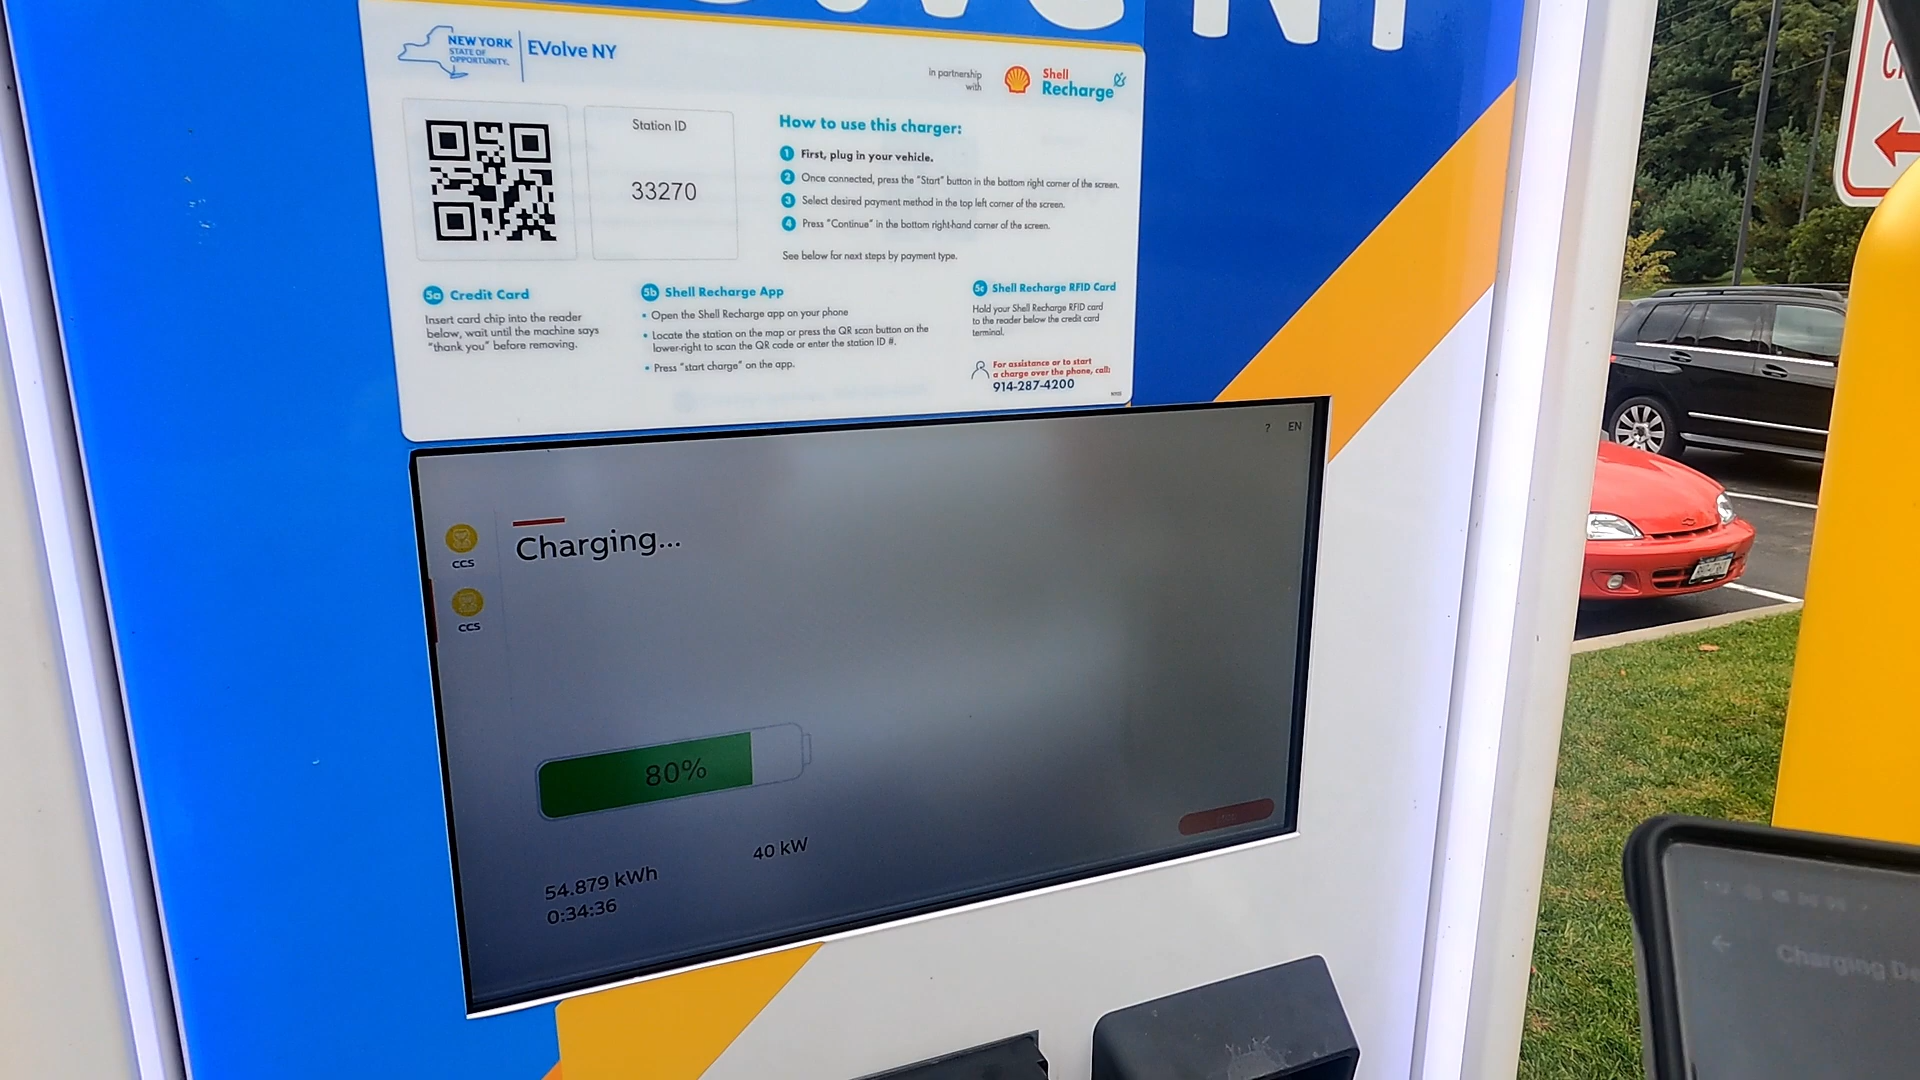 NY
NEW YORK
STATE OF
OPPORTUNITY.
EVolve NY
in partnership
with
Shell
Recharge
Station ID
33270
How to use this charger:
1 First, plug in your vehicle.
2 Once connected, press the "Start" button in the bottom right corner of the screen.
3 Select desired payment method in the top left corner of the screen.
4 Press "Continue" in the bottom right-hand corner of the screen.
See below for next steps by payment type.
5a Credit Card
Insert card chip into the reader
below, wait until the machine says
"thank you" before removing.
5b Shell Recharge App
• Open the Shell Recharge app on your phone
• Locate the station on the map or press the QR scan button on the
lower-right to scan the QR code or enter the station ID #.
• Press "start charge" on the app.
5c Shell Recharge RFID Card
Hold your Shell Recharge RFID card
to the reader below the credit card
terminal.
For assistance or to start
a charge over the phone, call:
914-287-4200
? EN
CCS
CCS
Charging...
80%
40 kW
54.879 kWh
0:34:36
Charging